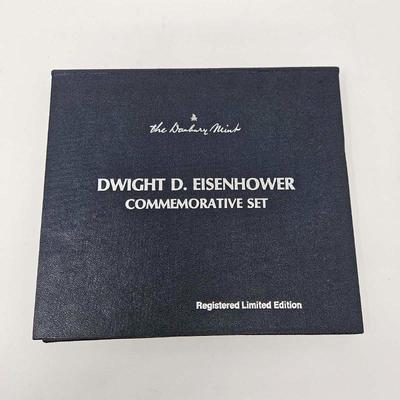 the Danbury Mint
DWIGHT D. EISENHOWER
COMMEMORATIVE SET
Registered Limited Edition